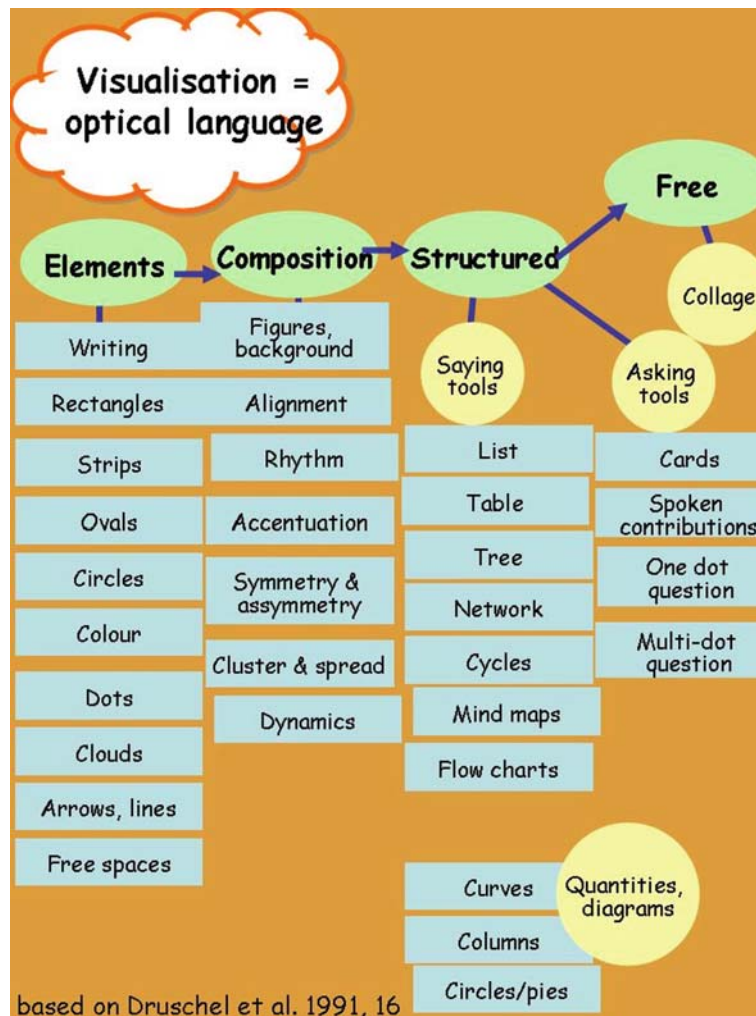 Visualisation =
optical language
Free
Elements
Composition
Structured
Collage
Writing
Rectangles
Strips
Ovals
Circles
Colour
Dots
Clouds
Arrows, lines
Free spaces
Figures,
background
Alignment
Rhythm
Accentuation
Symmetry &
assymmetry
Cluster & spread
Dynamics
Saying
tools
List
Table
Tree
Network
Cycles
Mind maps
Flow charts
Asking
tools
Cards
Spoken
contributions
One dot
question
Multi-dot
question
Quantities,
diagrams
Curves
Columns
Circles/pies
based on Druschel et al. 1991, 16